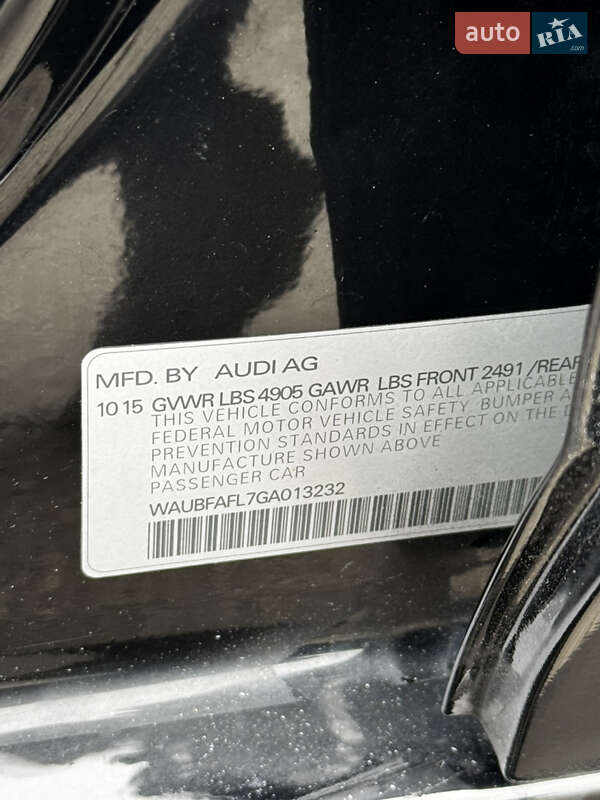 auto RIA .com
MFD. BY AUDI AG
10 15 GVWR LBS 4905 GAWR LBS FRONT 2491 /REAR
THIS VEHICLE CONFORMS TO ALL APPLICABLE
FEDERAL MOTOR VEHICLE SAFETY, BUMPER A
PREVENTION STANDARDS IN EFFECT ON THE D
MANUFACTURE SHOWN ABOVE
PASSENGER CAR
WAUBFAFL7GA013232